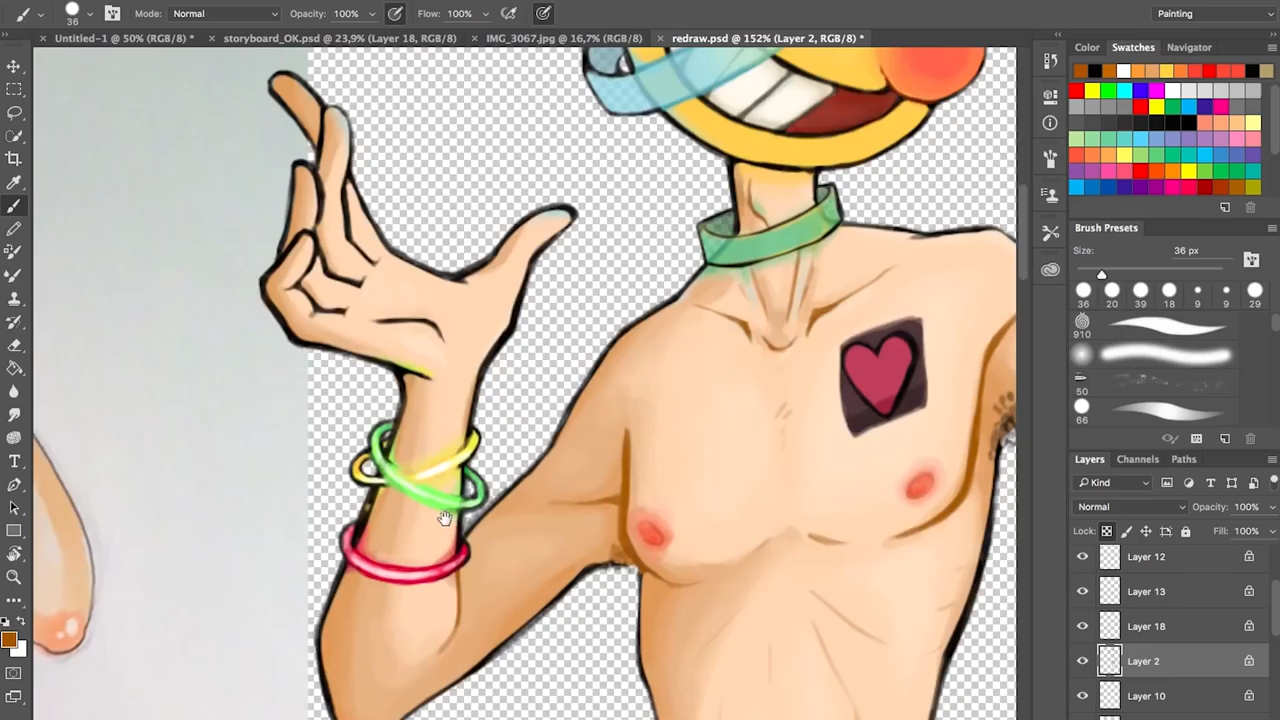 36 Mode: Normal Opacity: 100% Flow: 100% Painting
Untitled-1 @ 50% (RGB/8) * storyboard_OK.psd @ 23,9% (Layer 18, RGB/8) IMG_3067.jpg @ 16,7% (RGB/8) redraw.psd @ 152% (Layer 2, RGB/8) *
Color Swatches Navigator
Brush Presets
Size: 36 px
36 20 39 18 9 9 29
910
50
66
Layers Channels Paths
Kind
Normal Opacity: 100%
Lock: Fill: 100%
Layer 12
Layer 13
Layer 18
Layer 2
Layer 10